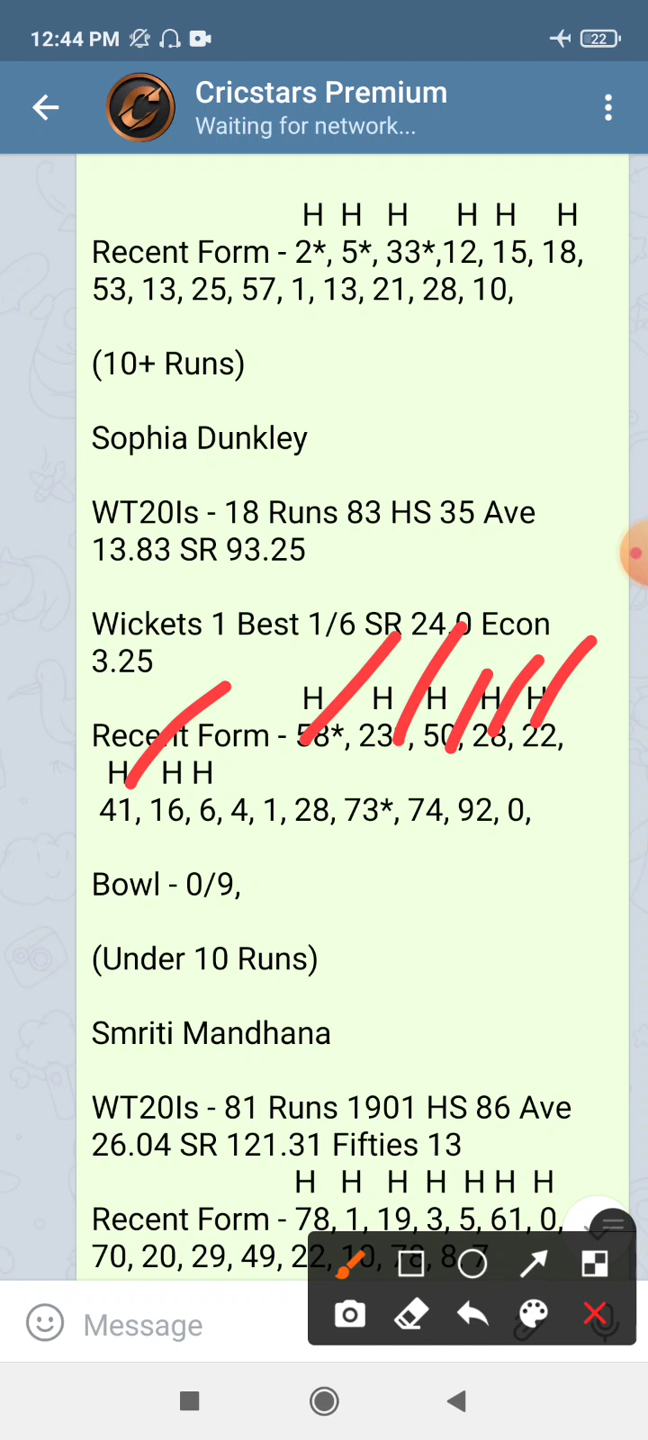 12:44 PM
22
Cricstars Premium
Waiting for network...
H H H H H H
Recent Form - 2*, 5*, 33*,12, 15, 18,
53, 13, 25, 57, 1, 13, 21, 28, 10,
(10+ Runs)
Sophia Dunkley
WT20Is - 18 Runs 83 HS 35 Ave
13.83 SR 93.25
Wickets 1 Best 1/6 SR 24.0 Econ
3.25
H H H H H
Recent Form - 58*, 23*, 50, 28, 22,
H H H
41, 16, 6, 4, 1, 28, 73*, 74, 92, 0,
Bowl - 0/9,
(Under 10 Runs)
Smriti Mandhana
WT20Is - 81 Runs 1901 HS 86 Ave
26.04 SR 121.31 Fifties 13
H H H H H H H
Recent Form - 78, 1, 19, 3, 5, 61, 0,
70, 20, 29, 49, 22, 10, 78,
Message